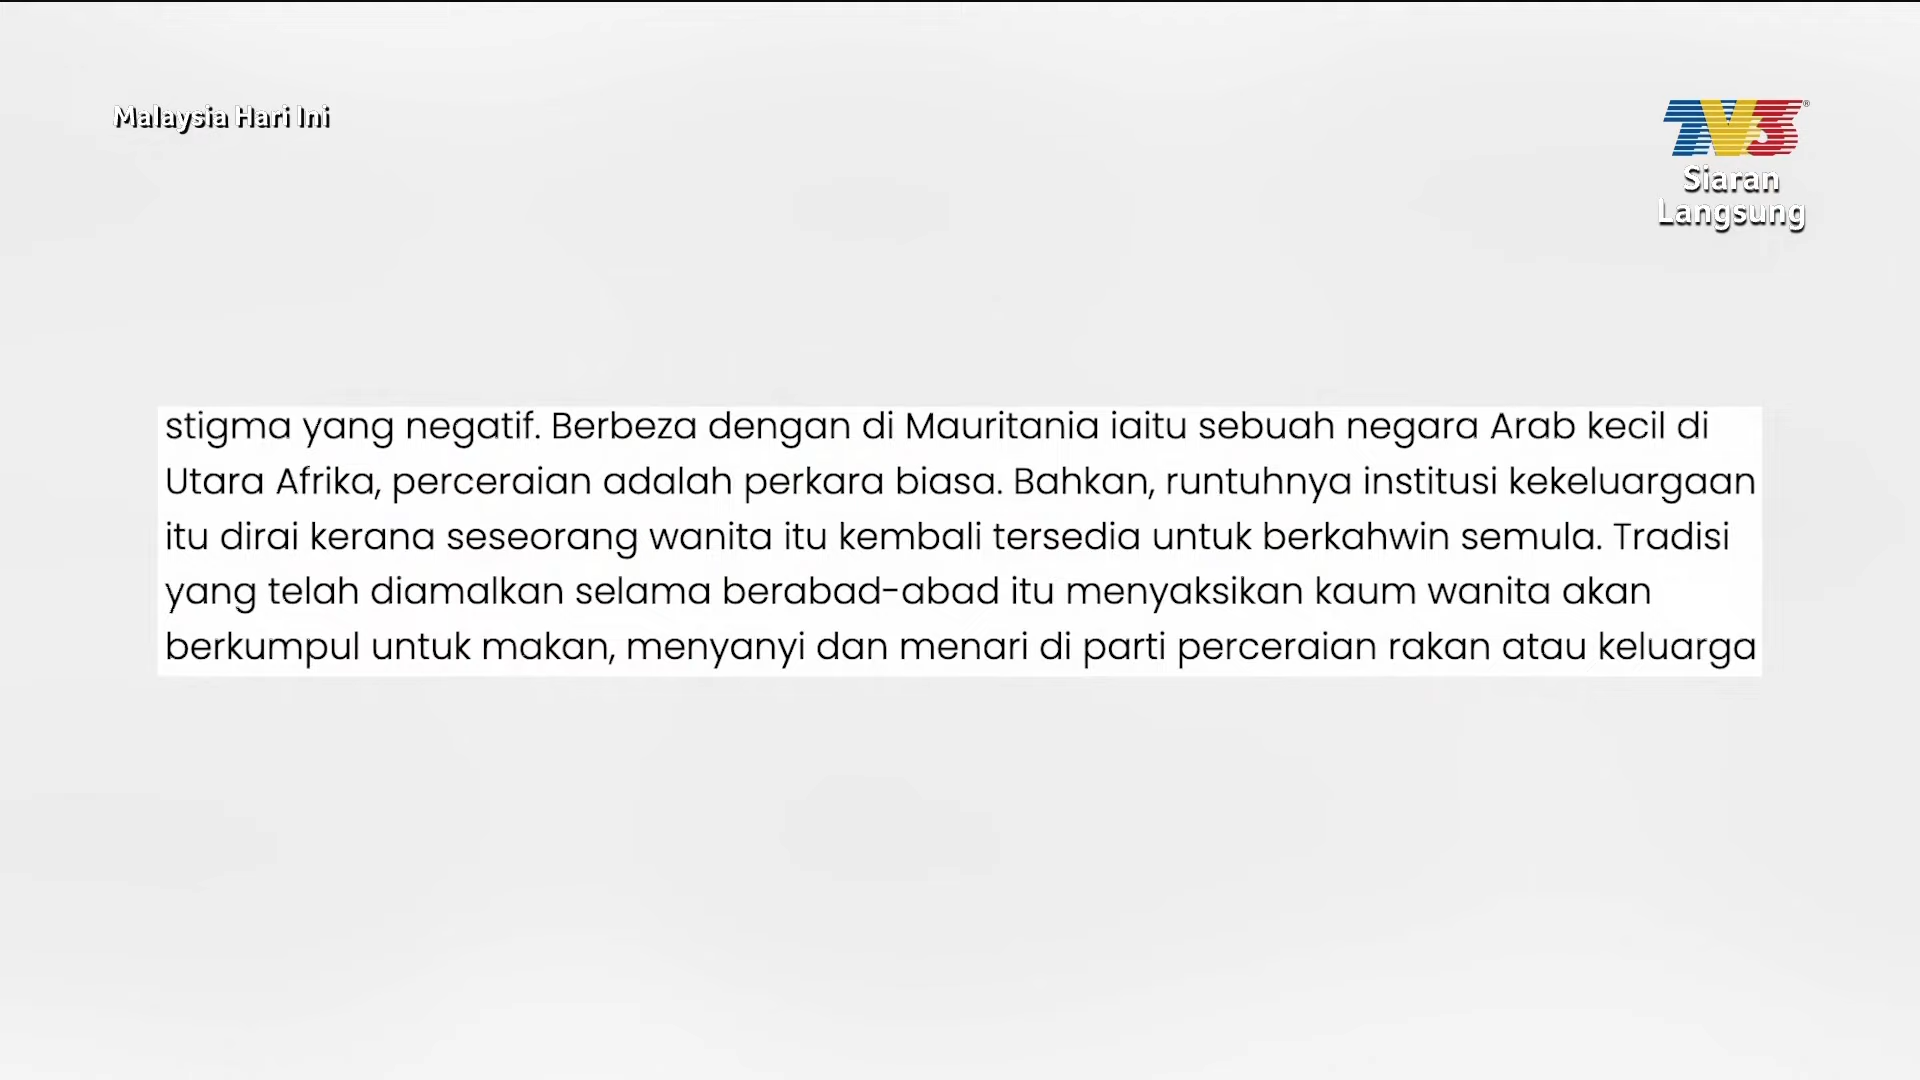 Malaysia Hari Ini
TV3
Siaran
Langsung
stigma yang negatif. Berbeza dengan di Mauritania iaitu sebuah negara Arab kecil di
Utara Afrika, perceraian adalah perkara biasa. Bahkan, runtuhnya institusi kekeluargaan
itu dirai kerana seseorang wanita itu kembali tersedia untuk berkahwin semula. Tradisi
yang telah diamalkan selama berabad-abad itu menyaksikan kaum wanita akan
berkumpul untuk makan, menyanyi dan menari di parti perceraian rakan atau keluarga